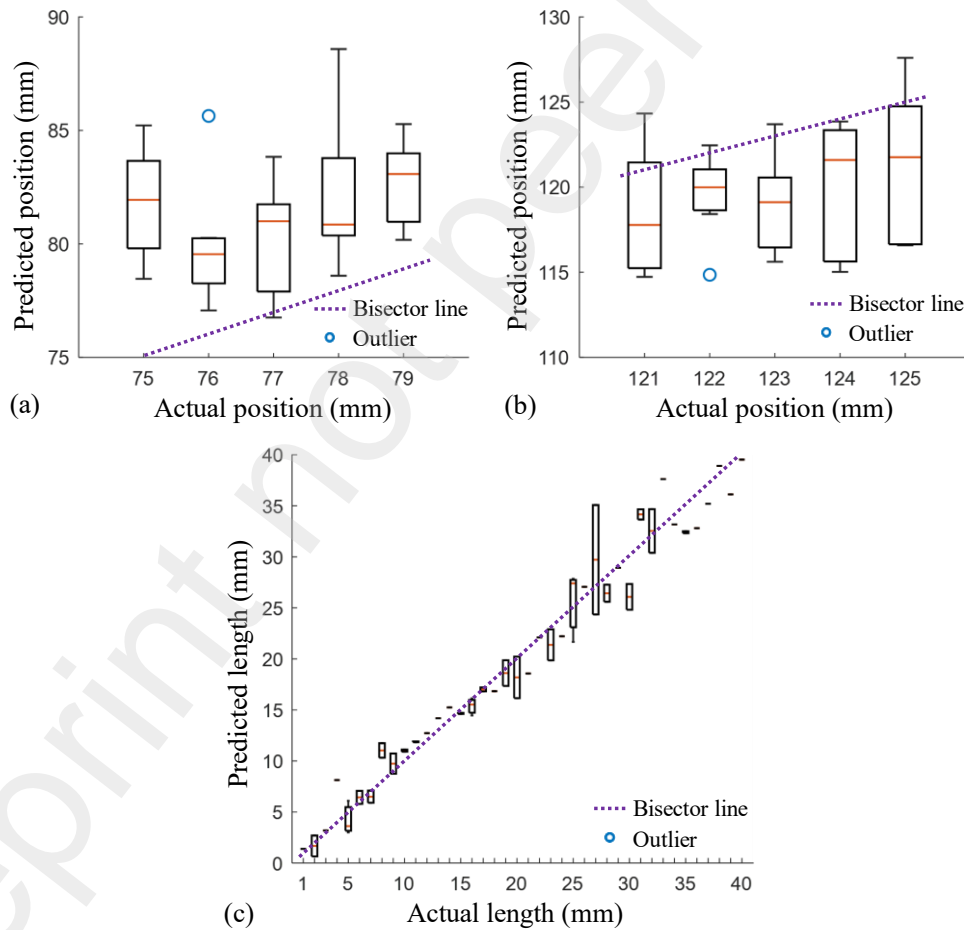 90
85
80
75
Predicted position (mm)
75 76 77 78 79
Actual position (mm)
Bisector line
Outlier
(a)
130
125
120
115
110
Predicted position (mm)
121 122 123 124 125
Actual position (mm)
Bisector line
Outlier
(b)
40
35
30
25
20
15
10
5
0
Predicted length (mm)
1 5 10 15 20 25 30 35 40
Actual length (mm)
Bisector line
Outlier
(c)
eprint not peer